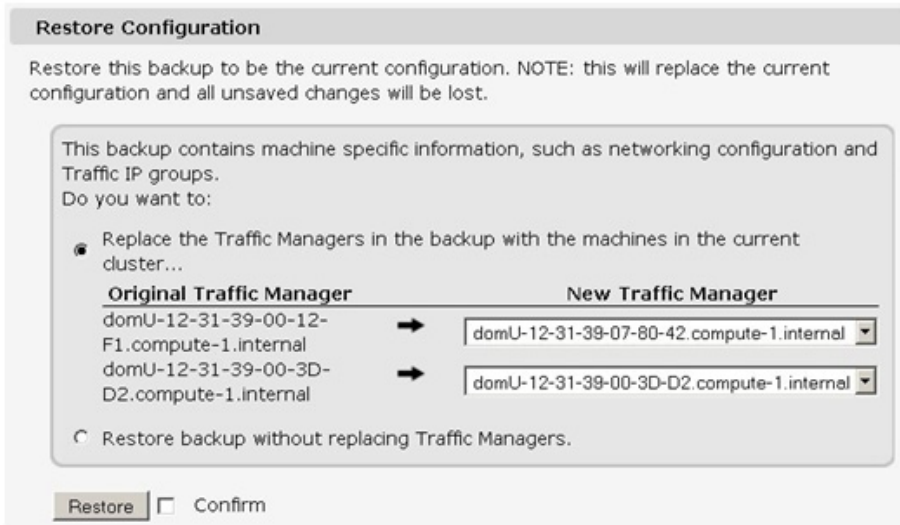 Restore Configuration
Restore this backup to be the current configuration. NOTE: this will replace the current
configuration and all unsaved changes will be lost.
This backup contains machine specific information, such as networking configuration and
Traffic IP groups.
Do you want to:
Replace the Traffic Managers in the backup with the machines in the current
cluster...
Original Traffic Manager New Traffic Manager
domU-12-31-39-00-12-
F1.compute-1.internal
domU-12-31-39-07-80-42.compute-1.internal
domU-12-31-39-00-3D-
D2.compute-1.internal
domU-12-31-39-00-3D-D2.compute-1.internal
Restore backup without replacing Traffic Managers.
Restore Confirm